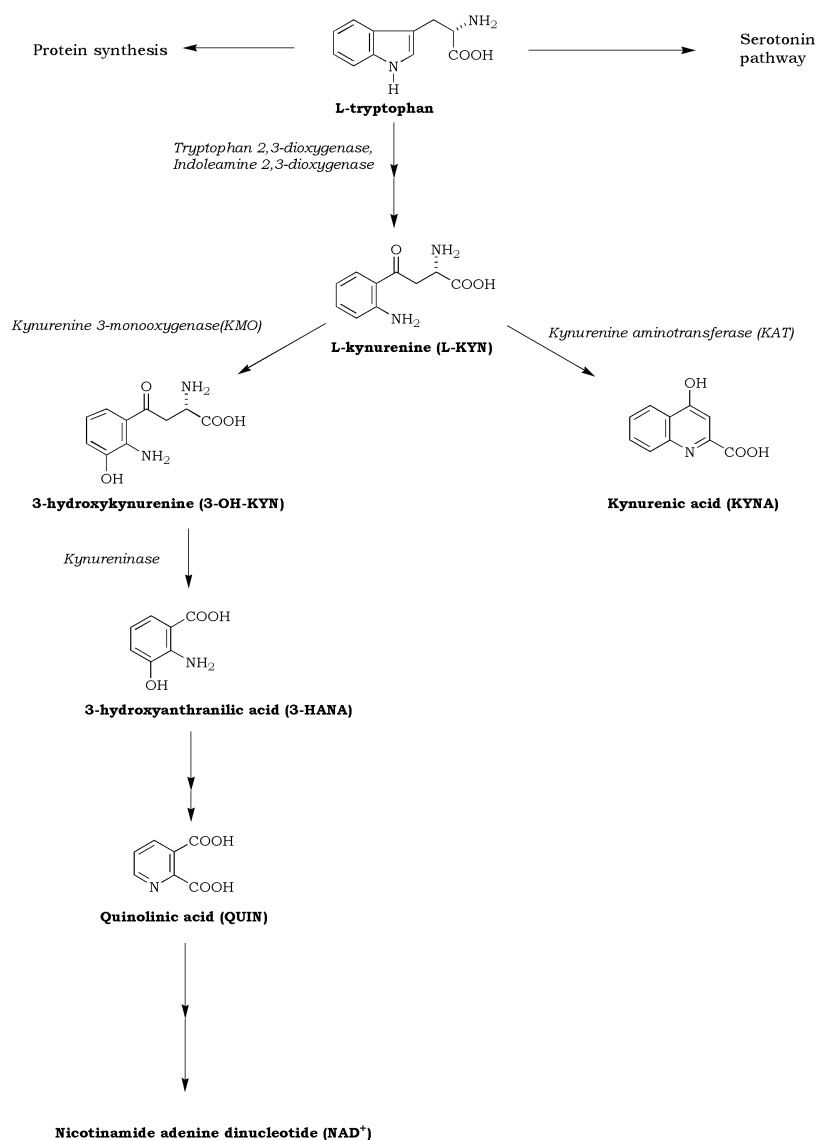 Protein synthesis
NH2
COOH
N
H
Serotonin
pathway
L-tryptophan
Tryptophan 2,3-dioxygenase,
Indoleamine 2,3-dioxygenase
O
NH2
COOH
NH2
L-kynurenine (L-KYN)
Kynurenine 3-monooxygenase(KMO)
Kynurenine aminotransferase (KAT)
O
NH2
COOH
NH2
OH
3-hydroxykynurenine (3-OH-KYN)
OH
N
COOH
Kynurenic acid (KYNA)
Kynureninase
COOH
NH2
OH
3-hydroxyanthranilic acid (3-HANA)
COOH
N
COOH
Quinolinic acid (QUIN)
Nicotinamide adenine dinucleotide (NAD+)